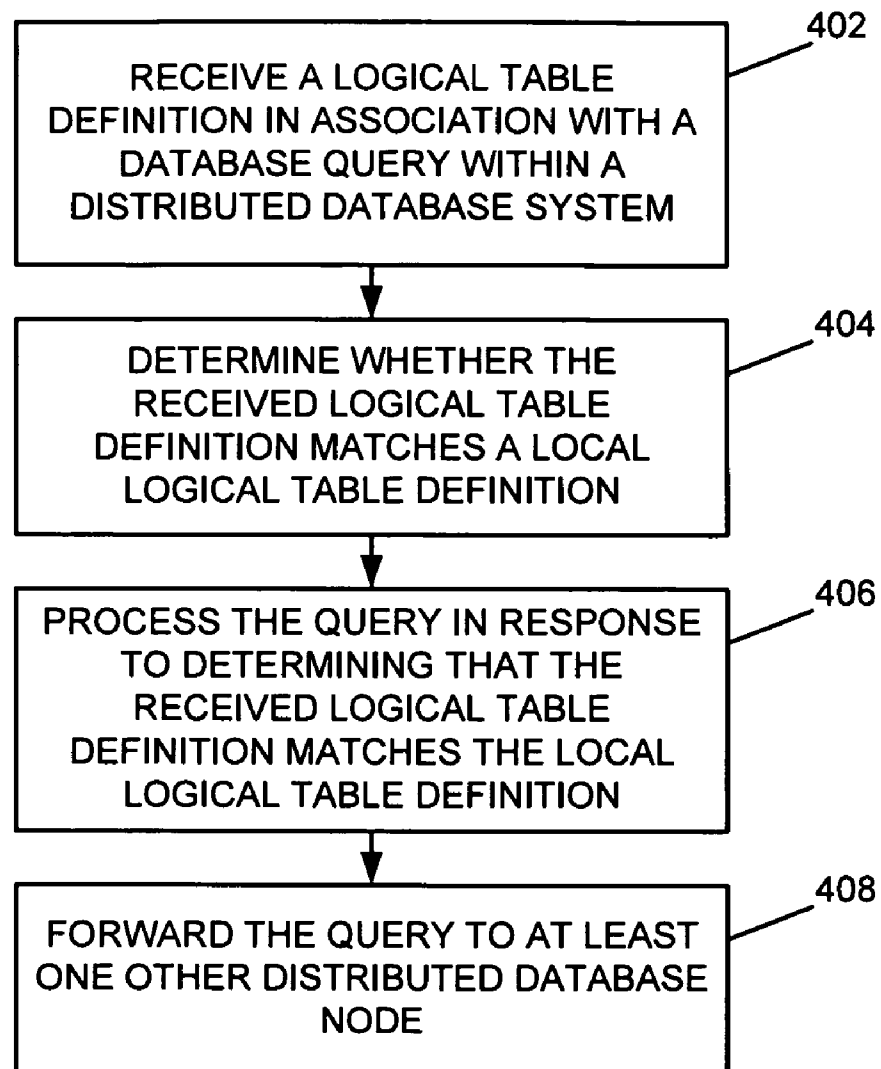 402
RECEIVE A LOGICAL TABLE
DEFINITION IN ASSOCIATION WITH A
DATABASE QUERY WITHIN A
DISTRIBUTED DATABASE SYSTEM
404
DETERMINE WHETHER THE
RECEIVED LOGICAL TABLE
DEFINITION MATCHES A LOCAL
LOGICAL TABLE DEFINITION
406
PROCESS THE QUERY IN RESPONSE
TO DETERMINING THAT THE
RECEIVED LOGICAL TABLE
DEFINITION MATCHES THE LOCAL
LOGICAL TABLE DEFINITION
408
FORWARD THE QUERY TO AT LEAST
ONE OTHER DISTRIBUTED DATABASE
NODE